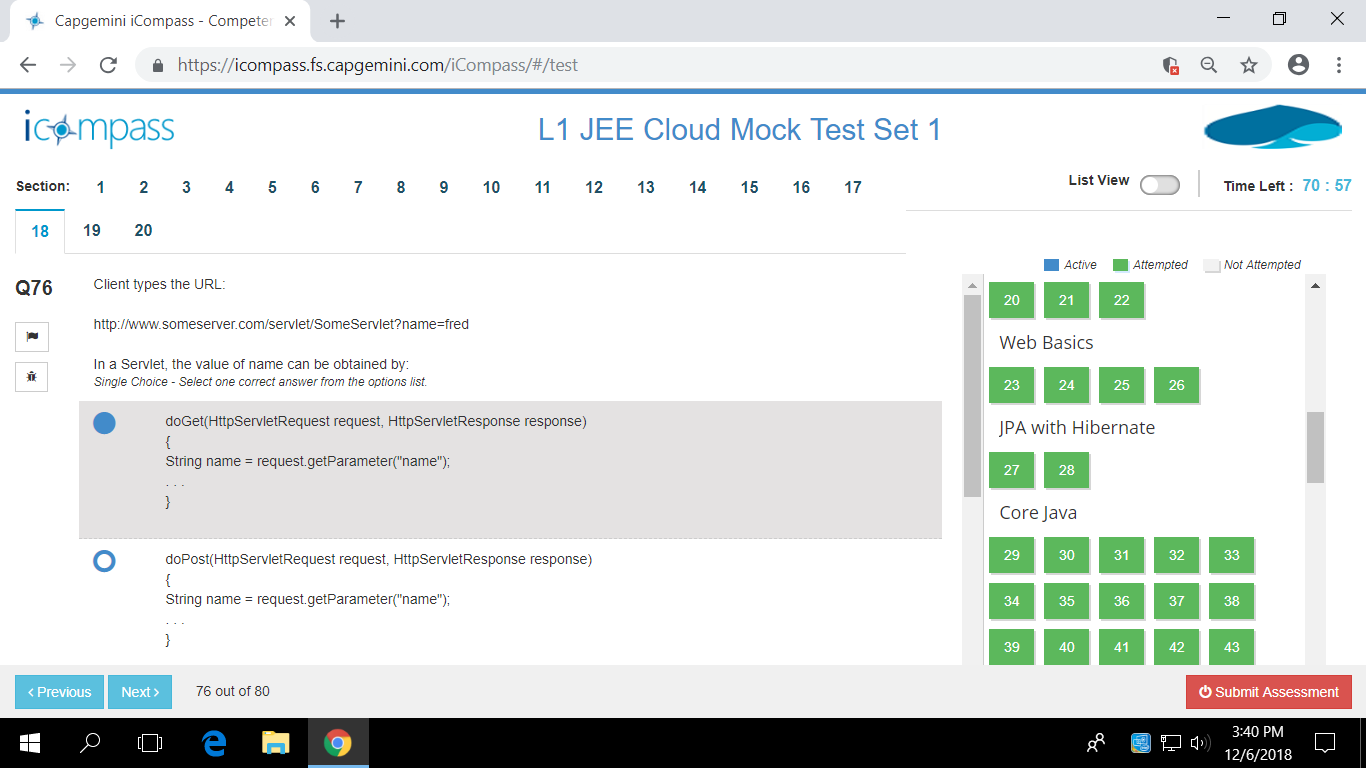 Capgemini iCompass - Competen
https://icompass.fs.capgemini.com/iCompass/#/test
icompass
L1 JEE Cloud Mock Test Set 1
Section: 1 2 3 4 5 6 7 8 9 10 11 12 13 14 15 16 17
List View
Time Left : 70 : 57
18 19 20
Active Attempted Not Attempted
Q76
Client types the URL:
http://www.someserver.com/servlet/SomeServlet?name=fred
In a Servlet, the value of name can be obtained by:
Single Choice - Select one correct answer from the options list.
doGet(HttpServletRequest request, HttpServletResponse response)
{
String name = request.getParameter("name");
. . .
}
doPost(HttpServletRequest request, HttpServletResponse response)
{
String name = request.getParameter("name");
. . .
}
20 21 22
Web Basics
23 24 25 26
JPA with Hibernate
27 28
Core Java
29 30 31 32 33
34 35 36 37 38
39 40 41 42 43
Previous
Next
76 out of 80
Submit Assessment
3:40 PM
12/6/2018